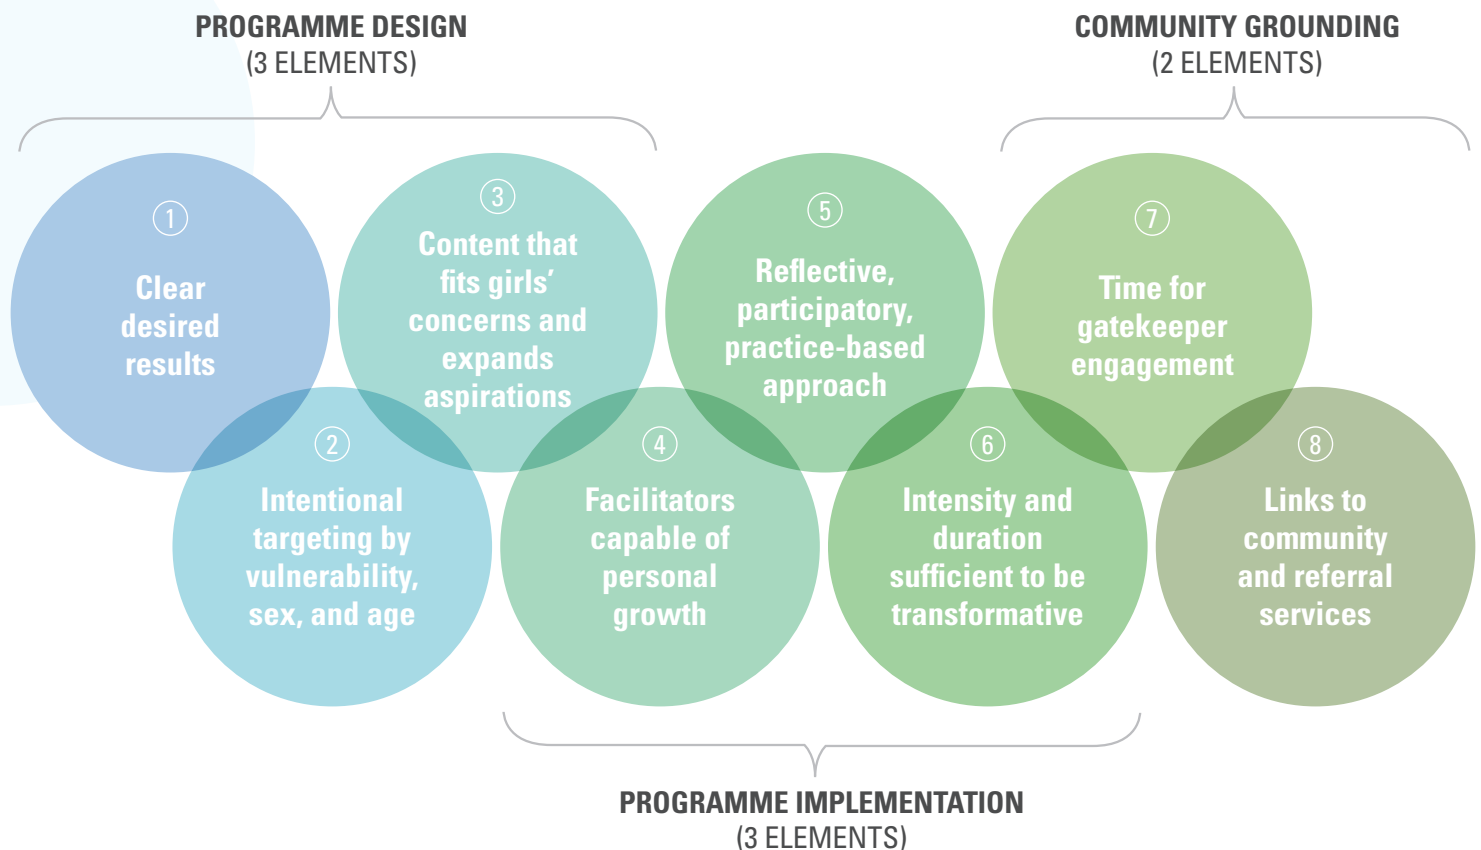 PROGRAMME DESIGN
(3 ELEMENTS)
COMMUNITY GROUNDING
(2 ELEMENTS)
1
Clear
desired
results
2
Intentional
targeting by
vulnerability,
sex, and age
3
Content that
fits girls’
concerns and
expands
aspirations
4
Facilitators
capable of
personal
growth
5
Reflective,
participatory,
practice-based
approach
6
Intensity and
duration
sufficient to be
transformative
7
Time for
gatekeeper
engagement
8
Links to
community
and referral
services
PROGRAMME IMPLEMENTATION
(3 ELEMENTS)